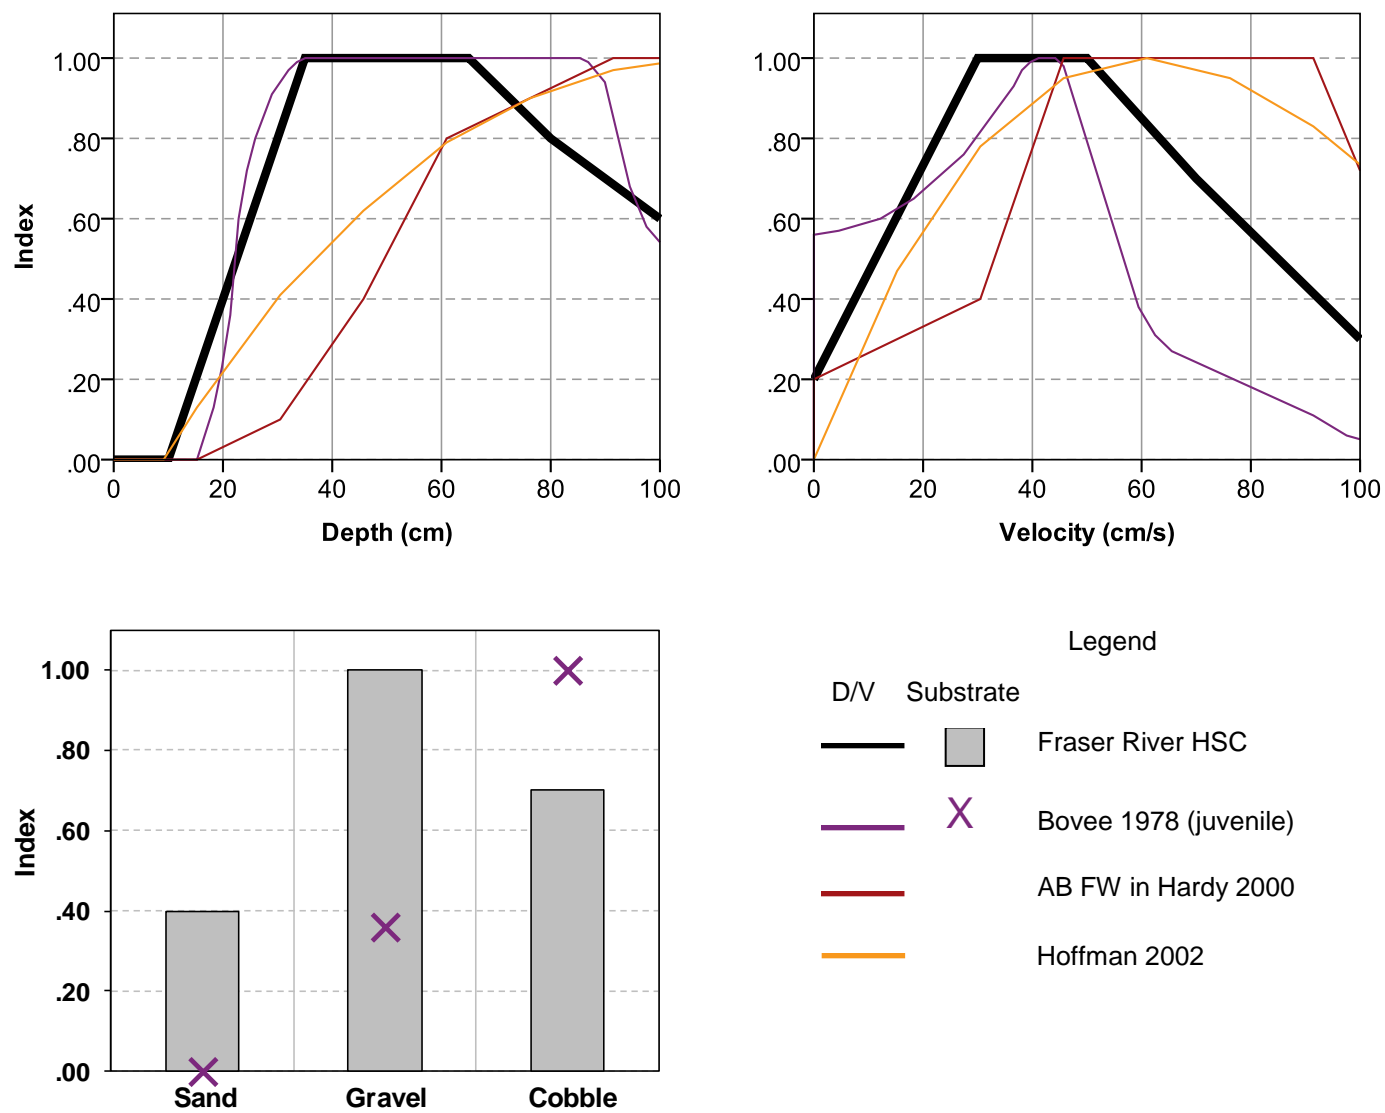 1.00
.80
.60
.40
.20
.00
Index
0 20 40 60 80 100
Depth (cm)
1.00
.80
.60
.40
.20
.00
0 20 40 60 80 100
Velocity (cm/s)
1.00
.80
.60
.40
.20
.00
Index
Sand Gravel Cobble
Legend
D/V Substrate
Fraser River HSC
Bovee 1978 (juvenile)
AB FW in Hardy 2000
Hoffman 2002